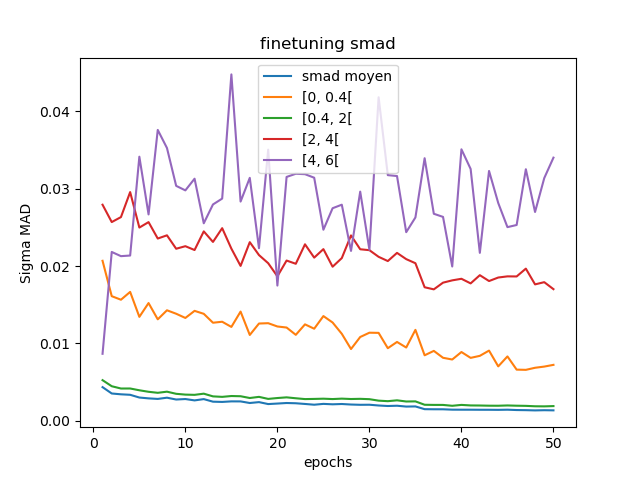 finetuning smad
smad moyen
[0, 0.4[
[0.4, 2[
[2, 4[
[4, 6[
Sigma MAD
0.04
0.03
0.02
0.01
0.00
0 10 20 30 40 50
epochs